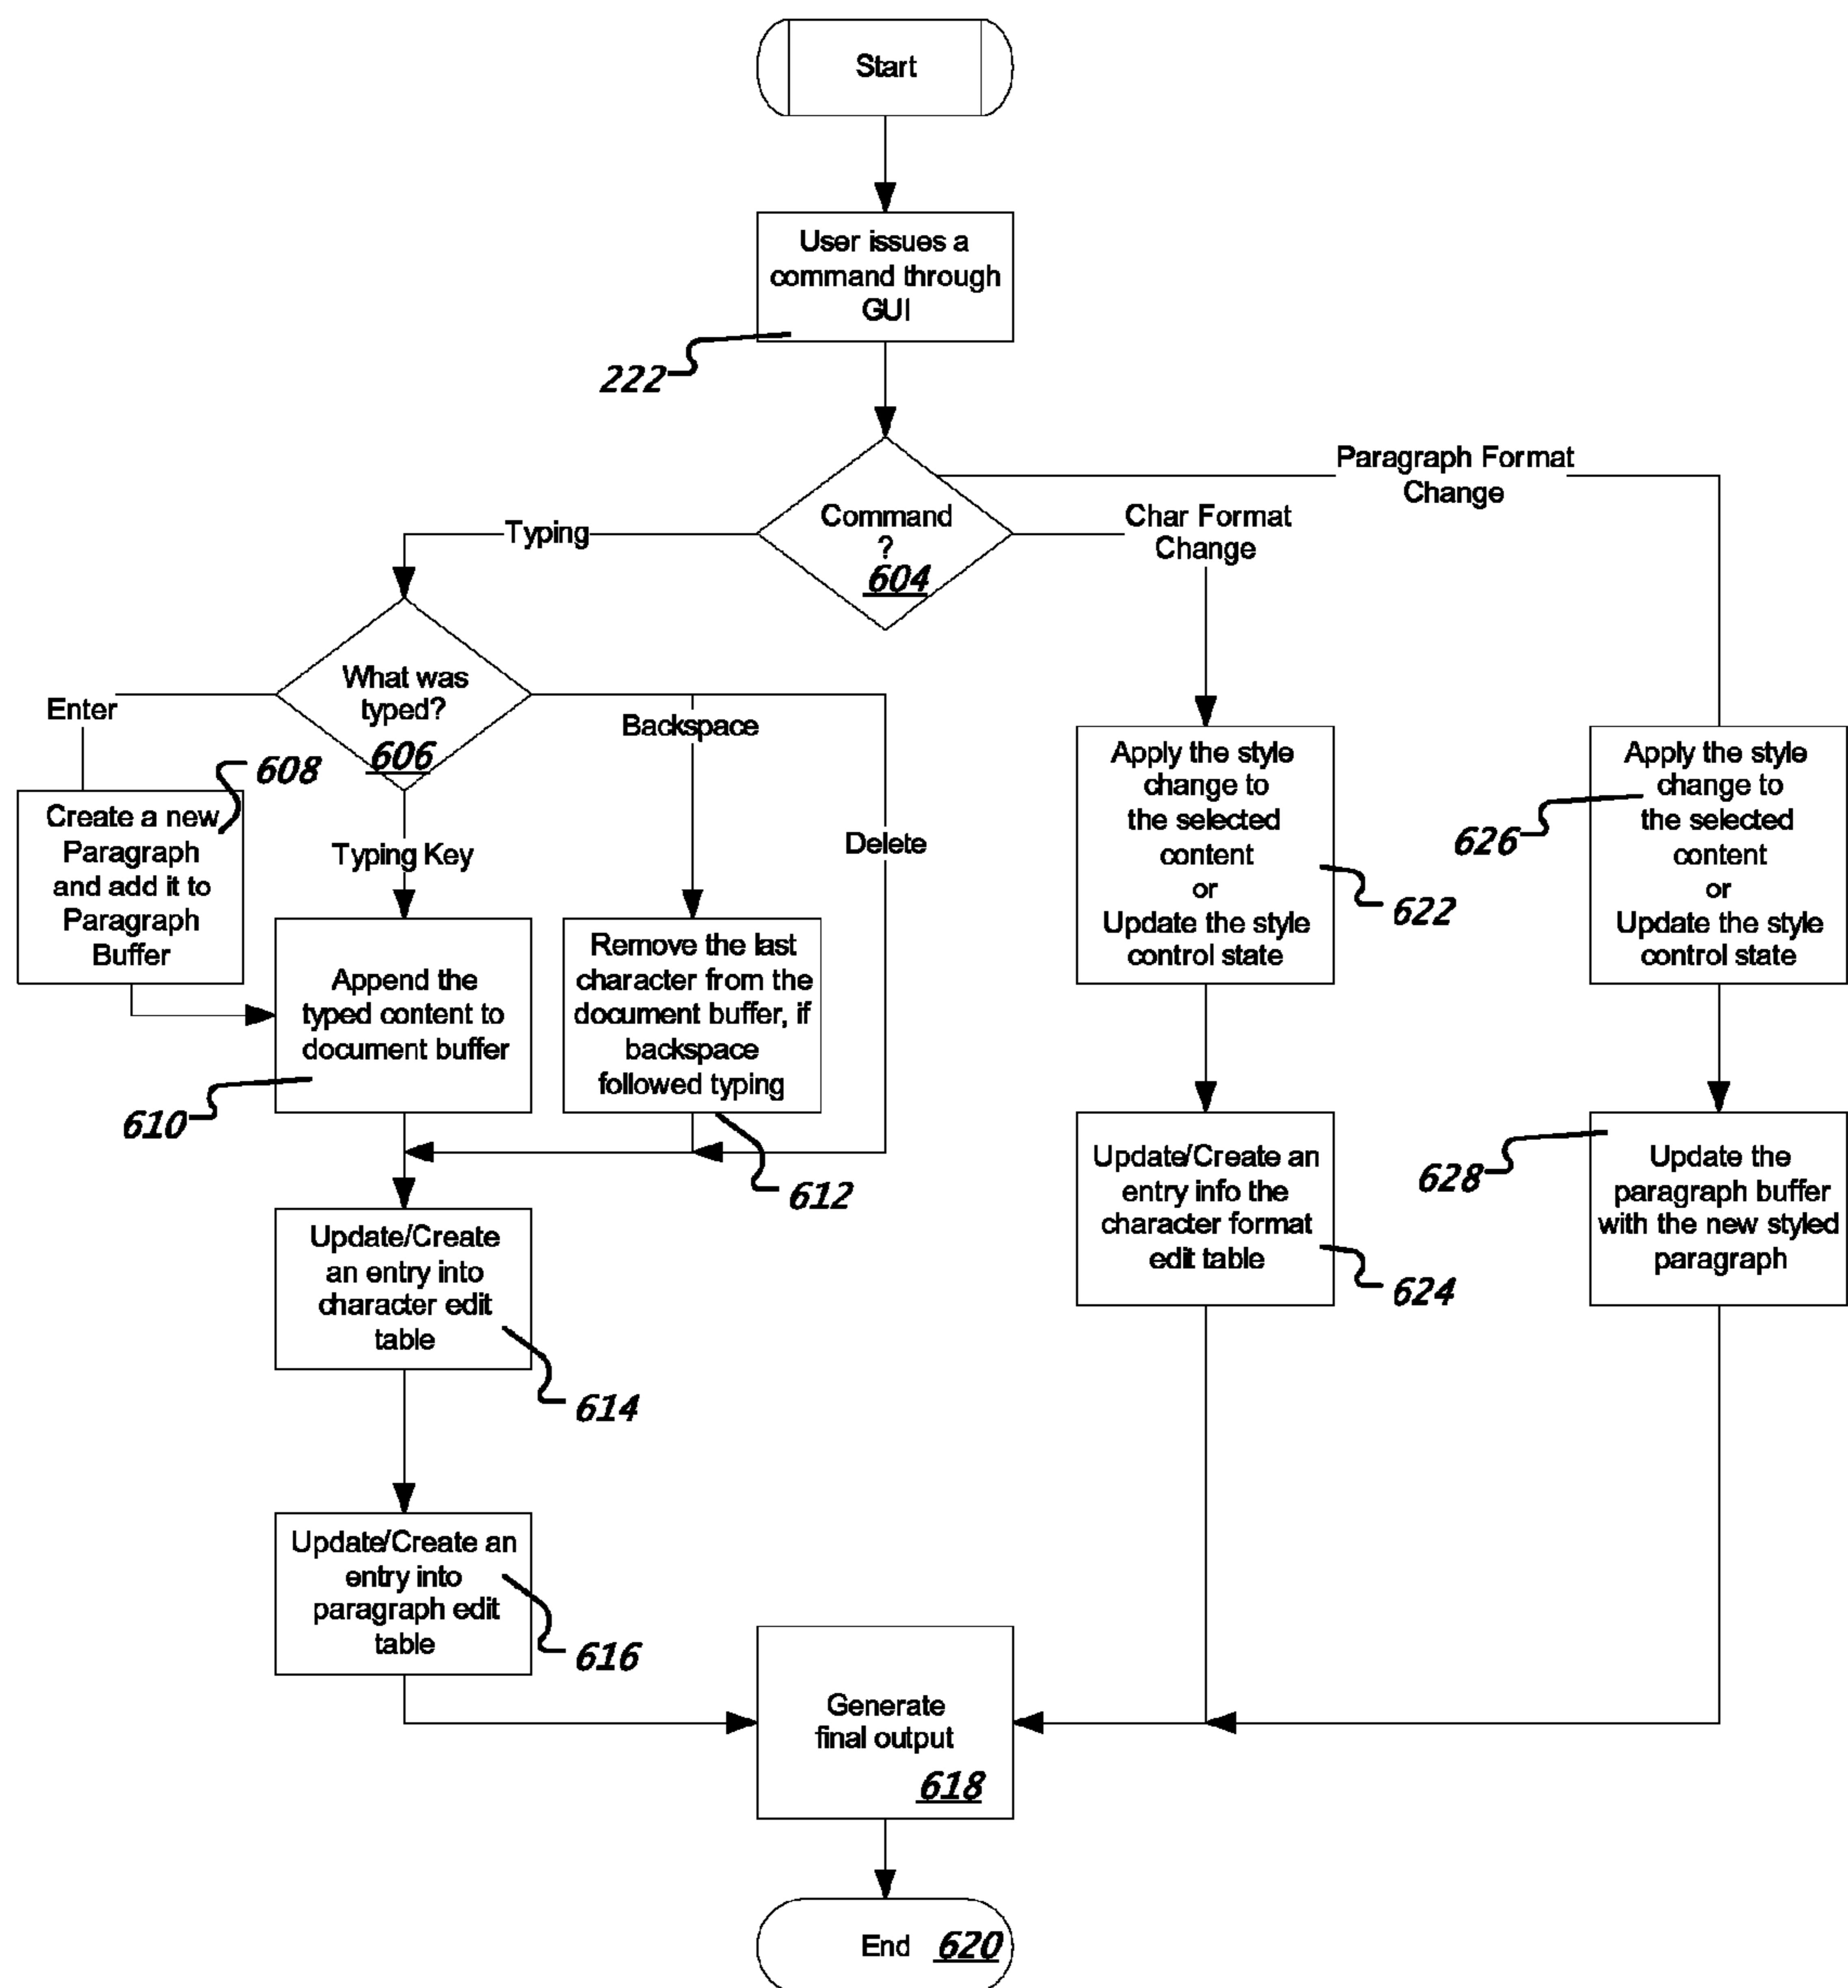 Start
User issues a
command through
GUI
222
Command
?
604
Typing
Char Format
Change
Paragraph Format
Change
What was
typed?
606
Enter
Backspace
Delete
Typing Key
608
Create a new
Paragraph
and add it to
Paragraph
Buffer
Append the
typed content to
document buffer
610
Remove the last
character from the
document buffer, if
backspace
followed typing
612
Apply the style
change to
the selected
content
or
Update the style
control state
622
Apply the style
change to
the selected
content
or
Update the style
control state
626
Update/Create
an entry into
character edit
table
614
Update/Create an
entry info the
character format
edit table
624
Update the
paragraph buffer
with the new styled
paragraph
628
Update/Create an
entry into
paragraph edit
table
616
Generate
final output
618
End 620